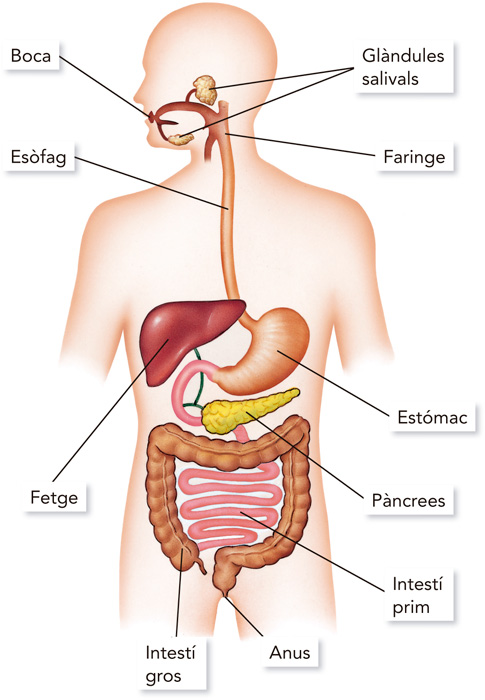 Boca
Glàndules
salivals
Esòfag
Faringe
Estómac
Fetge
Pàncrees
Intestí
prim
Intestí
gros
Anus